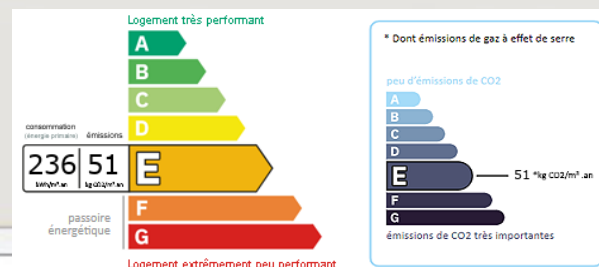 Logement très performant
A
B
C
D
consommation
(énergie primaire)
émissions
236
51
kWh/m².an
kg CO2/m².an
E
F
G
passoire
énergétique
Logement extrêmement peu performant
* Dont émissions de gaz à effet de serre
peu d'émissions de CO2
A
B
C
D
E
51 *kg CO2/m² .an
F
G
émissions de CO2 très importantes